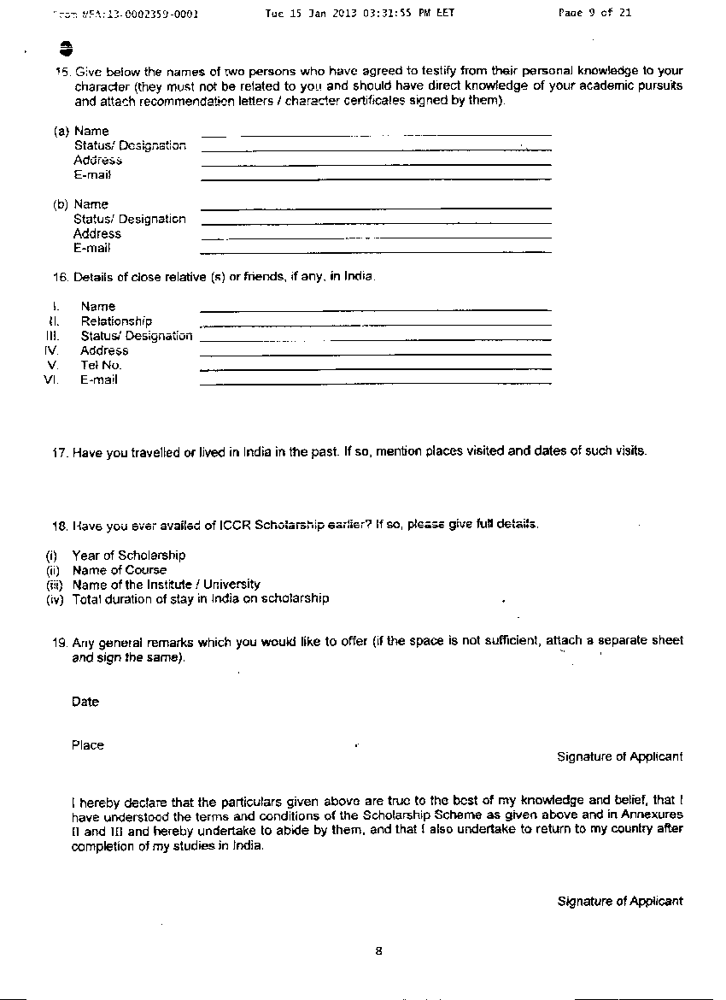 From MFA:13-0002359-0001 Tue 15 Jan 2013 03:31:55 PM EET Page 9 of 21
15. Give below the names of two persons who have agreed to testify from their personal knowledge to your
character (they must not be related to you and should have direct knowledge of your academic pursuits
and attach recommendation letters / character certificates signed by them).
(a) Name
Status/ Designation
Address
E-mail
(b) Name
Status/ Designation
Address
E-mail
16. Details of close relative (s) or friends, if any, in India.
I. Name
II. Relationship
III. Status/ Designation
IV. Address
V. Tel No.
VI. E-mail
17. Have you travelled or lived in India in the past. If so, mention places visited and dates of such visits.
18. Have you ever availed of ICCR Scholarship earlier? If so, please give full details.
(i) Year of Scholarship
(ii) Name of Course
(iii) Name of the Institute / University
(iv) Total duration of stay in India on scholarship
19. Any general remarks which you would like to offer (if the space is not sufficient, attach a separate sheet
and sign the same).
Date
Place
Signature of Applicant
I hereby declare that the particulars given above are true to the best of my knowledge and belief, that I
have understood the terms and conditions of the Scholarship Scheme as given above and in Annexures
II and III and hereby undertake to abide by them, and that I also undertake to return to my country after
completion of my studies in India.
Signature of Applicant
8